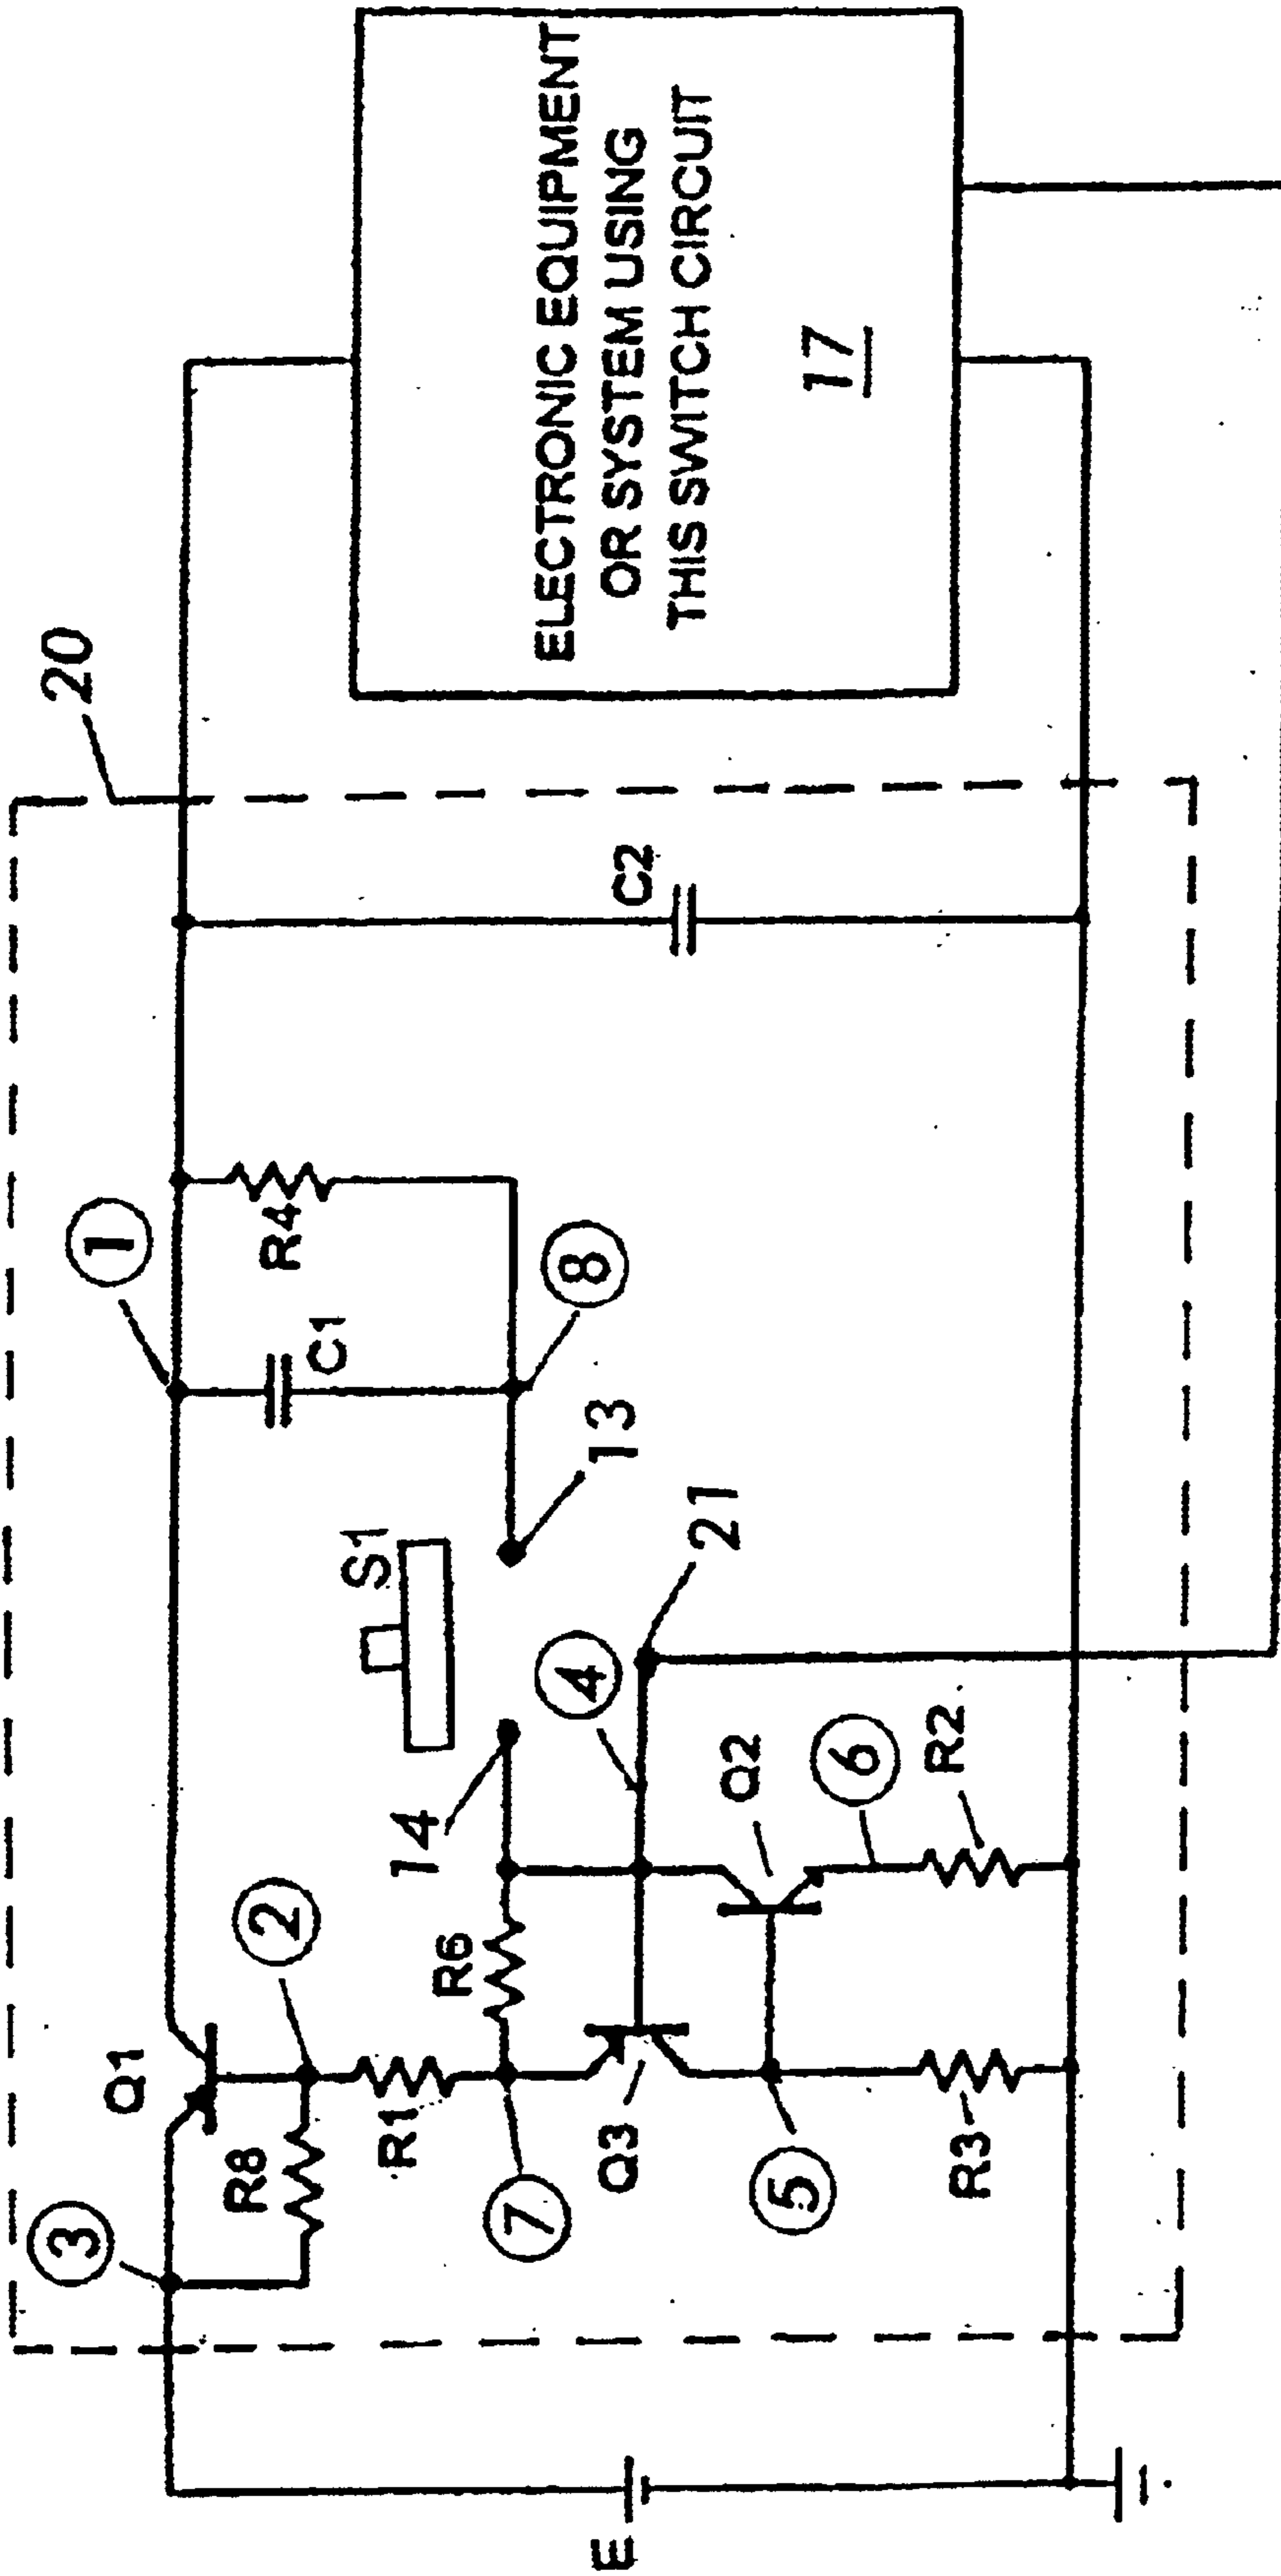 20
1
3
Q1
2
R8
R4
S1
C1
R1
14
R6
8
C2
ELECTRONIC EQUIPMENT
OR SYSTEM USING
THIS SWITCH CIRCUIT
17
7
4
13
E
Q3
21
Q2
5
6
R3
R2